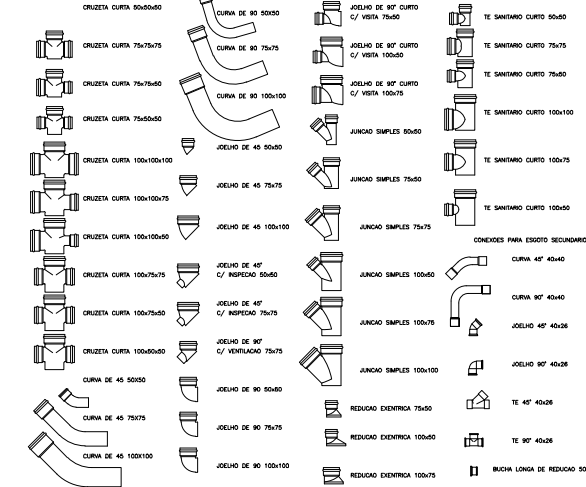 CRUZETA CURTA 50x50x50
CRUZETA CURTA 75x75x75
CRUZETA CURTA 75x75x50
CRUZETA CURTA 75x50x50
CRUZETA CURTA 100x100x100
CRUZETA CURTA 100x100x75
CRUZETA CURTA 100x100x50
CRUZETA CURTA 100x75x75
CRUZETA CURTA 100x75x50
CRUZETA CURTA 100x50x50
CURVA DE 45 50X50
CURVA DE 45 75X75
CURVA DE 45 100X100
CURVA DE 90 50X50
CURVA DE 90 75x75
CURVA DE 90 100x100
JOELHO DE 45 50x50
JOELHO DE 45 75X75
JOELHO DE 45 100x100
JOELHO DE 45°
C/ INSPECAO 50x50
JOELHO DE 45°
C/ INSPECAO 75x75
JOELHO DE 90°
C/ VENTILACAO 75x75
JOELHO DE 90 50x50
JOELHO DE 90 75x75
JOELHO DE 90 100x100
JOELHO DE 90° CURTO
C/ VISITA 75x50
JOELHO DE 90° CURTO
C/ VISITA 100x50
JOELHO DE 90° CURTO
C/ VISITA 100x75
JUNCAO SIMPLES 50x50
JUNCAO SIMPLES 75x50
JUNCAO SIMPLES 75x75
JUNCAO SIMPLES 100x50
JUNCAO SIMPLES 100x75
JUNCAO SIMPLES 100x100
REDUCAO EXENTRICA 75x50
REDUCAO EXENTRICA 100x50
REDUCAO EXENTRICA 100x75
TE SANITARIO CURTO 50x50
TE SANITARIO CURTO 75x75
TE SANITARIO CURTO 75x50
TE SANITARIO CURTO 100x100
TE SANITARIO CURTO 100x75
TE SANITARIO CURTO 100x50
CONEXOES PARA ESGOTO SECUNDARIO
CURVA 45° 40x40
CURVA 90° 40x40
JOELHO 45° 40x26
JOELHO 90° 40x26
TE 45° 40x26
TE 90° 40x26
BUCHA LONGA DE REDUCAO 50